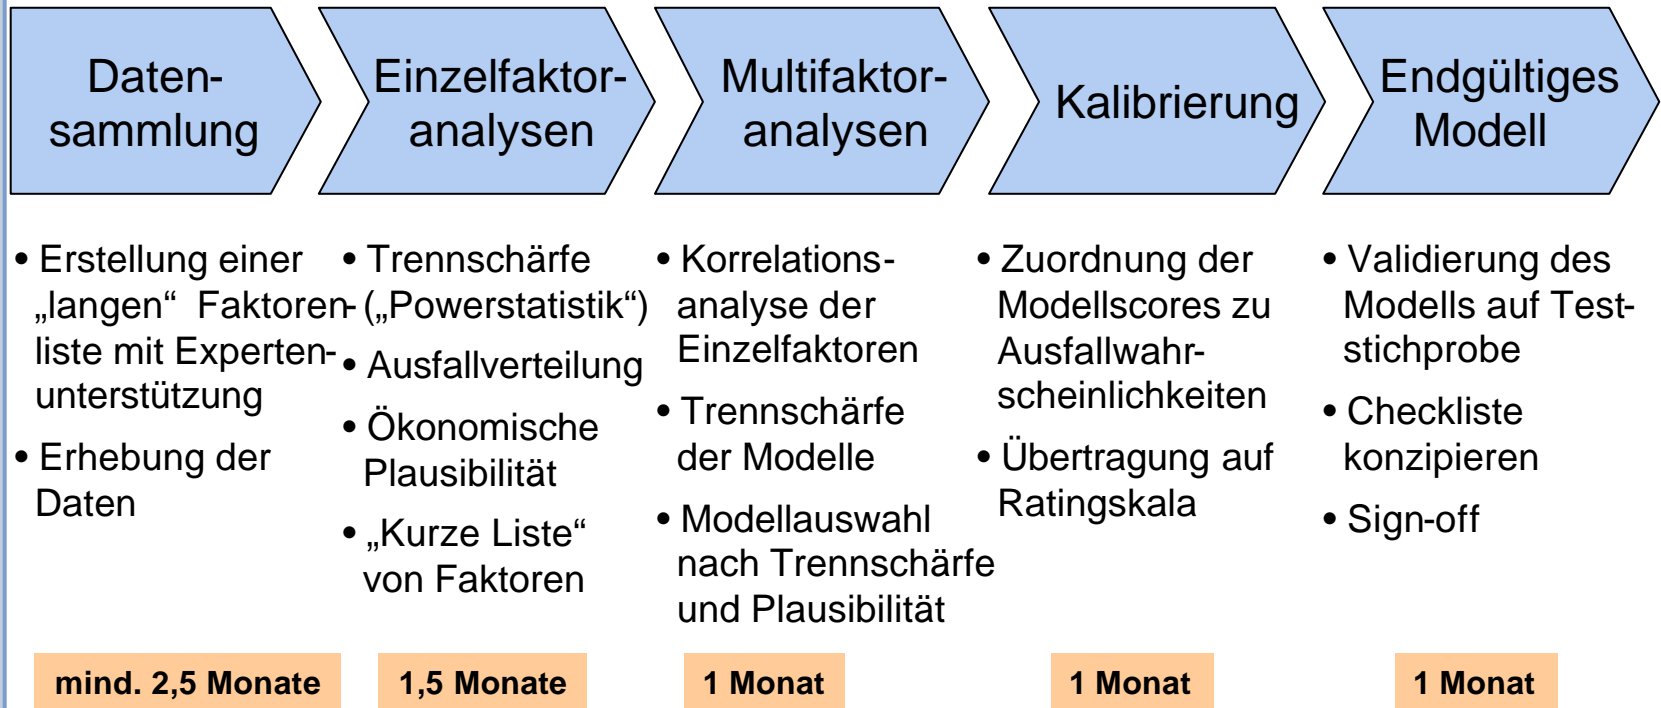 Daten-
sammlung
Einzelfaktor-
analysen
Multifaktor-
analysen
Kalibrierung
Endgültiges
Modell
• Erstellung einer
„langen“ Faktoren-
liste mit Experten-
unterstützung
• Erhebung der
Daten
• Trennschärfe
(„Powerstatistik“)
• Ausfallverteilung
• Ökonomische
Plausibilität
• „Kurze Liste“
von Faktoren
• Korrelations-
analyse der
Einzelfaktoren
• Trennschärfe
der Modelle
• Modellauswahl
nach Trennschärfe
und Plausibilität
• Zuordnung der
Modellscores zu
Ausfallwahr-
scheinlichkeiten
• Übertragung auf
Ratingskala
• Validierung des
Modells auf Test-
stichprobe
• Checkliste
konzipieren
• Sign-off
mind. 2,5 Monate
1,5 Monate
1 Monat
1 Monat
1 Monat